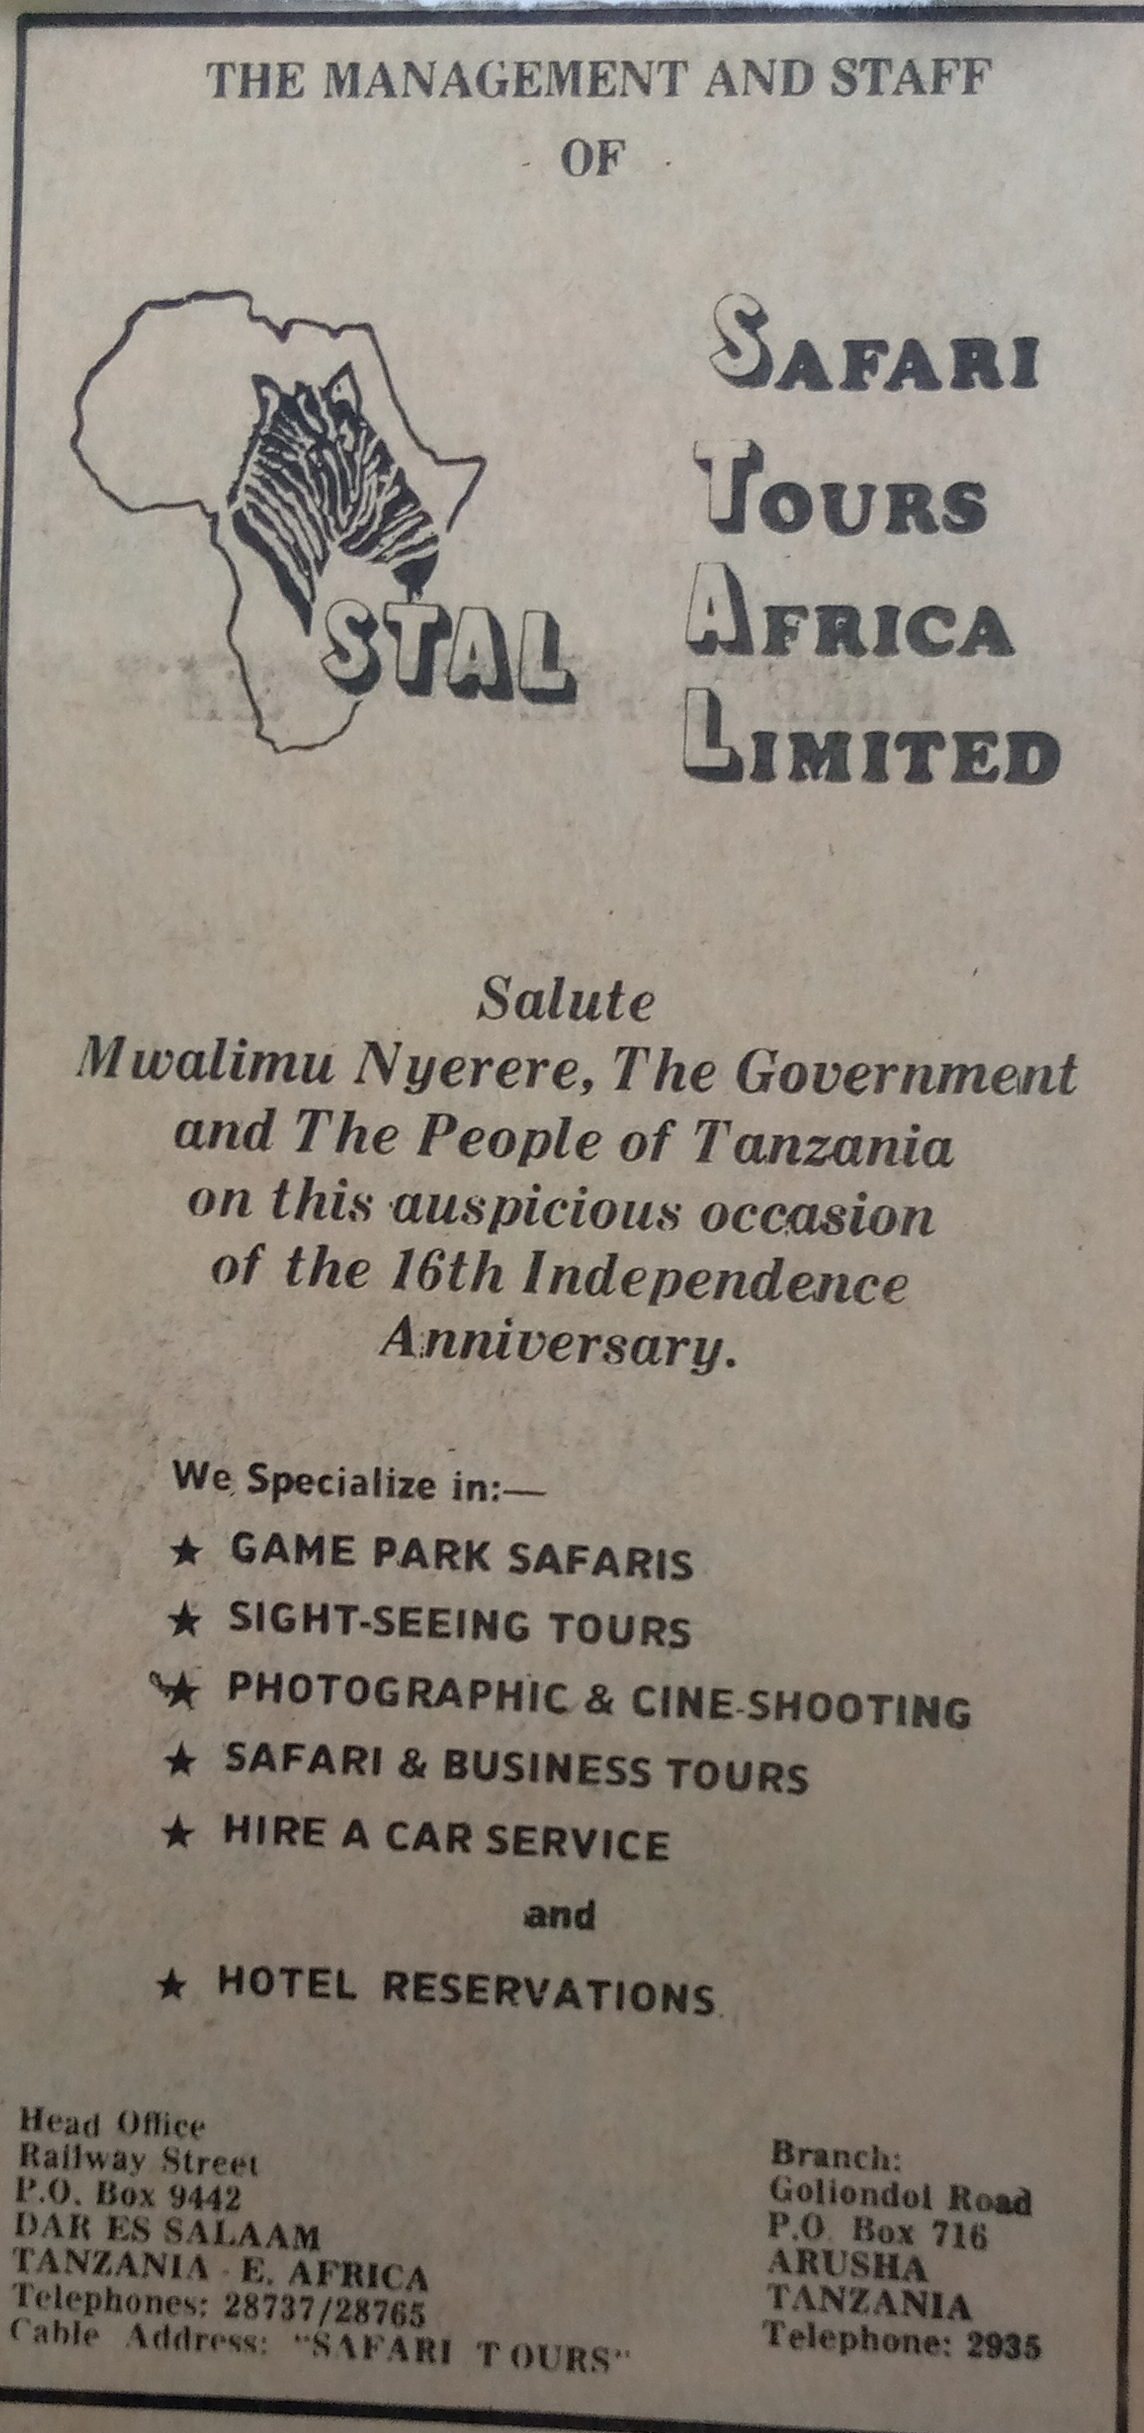 THE MANAGEMENT AND STAFF
OF
STAL
SAFARI
TOURS
AFRICA
LIMITED
Salute
Mwalimu Nyerere, The Government
and The People of Tanzania
on this auspicious occasion
of the 16th Independence
Anniversary.
We Specialize in:—
★ GAME PARK SAFARIS
★ SIGHT-SEEING TOURS
★ PHOTOGRAPHIC & CINE-SHOOTING
★ SAFARI & BUSINESS TOURS
★ HIRE A CAR SERVICE
and
★ HOTEL RESERVATIONS
Head Office
Railway Street
P.O. Box 9442
DAR ES SALAAM
TANZANIA - E. AFRICA
Telephones: 28737/28765
Cable Address: "SAFARI TOURS"
Branch:
Goliondoi Road
P.O. Box 716
ARUSHA
TANZANIA
Telephone: 2935